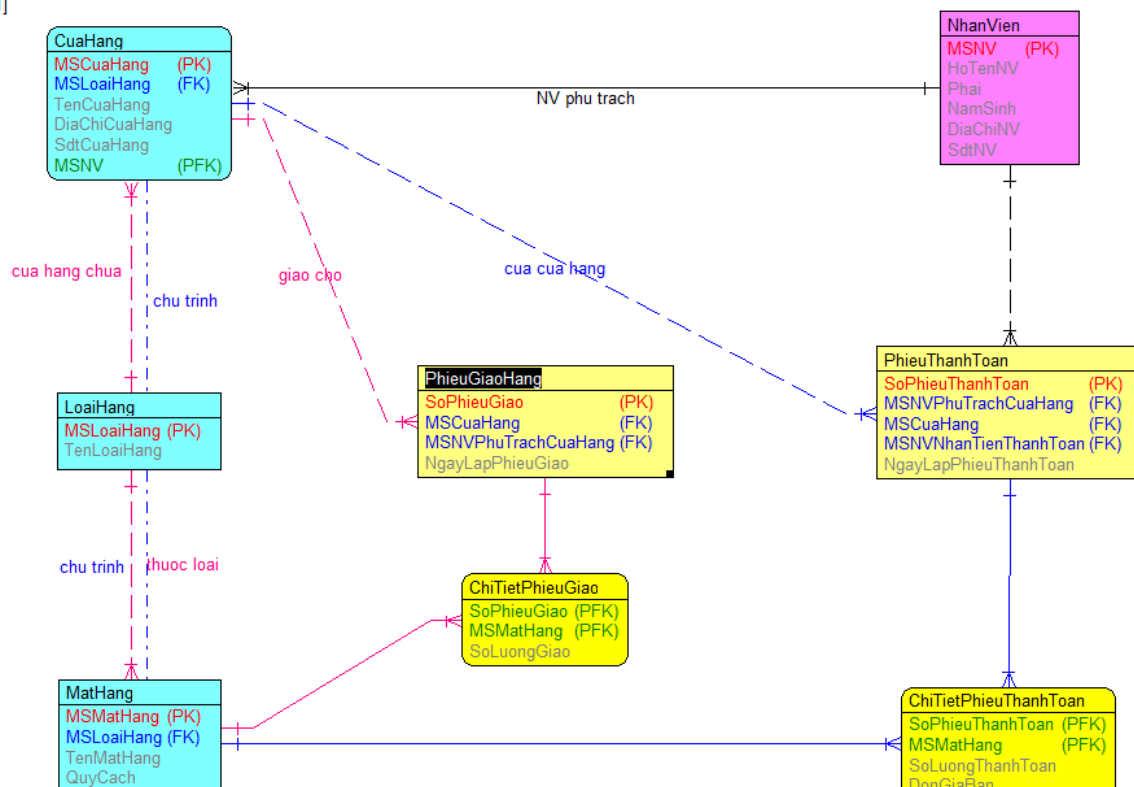 ]
CuaHang
MSCuaHang (PK)
MSLoaiHang (FK)
TenCuaHang
DiaChiCuaHang
SdtCuaHang
MSNV (PFK)
NhanVien
MSNV (PK)
HoTenNV
Phai
NamSinh
DiaChiNV
SdtNV
NV phu trach
cua hang chua
chu trinh
giao cho
cua cua hang
LoaiHang
MSLoaiHang (PK)
TenLoaiHang
PhieuGiaoHang
SoPhieuGiao (PK)
MSCuaHang (FK)
MSNVPhuTrachCuaHang (FK)
NgayLapPhieuGiao
PhieuThanhToan
SoPhieuThanhToan (PK)
MSNVPhuTrachCuaHang (FK)
MSCuaHang (FK)
MSNVNhanTienThanhToan (FK)
NgayLapPhieuThanhToan
chu trinh
thuoc loai
ChiTietPhieuGiao
SoPhieuGiao (PFK)
MSMatHang (PFK)
SoLuongGiao
MatHang
MSMatHang (PK)
MSLoaiHang (FK)
TenMatHang
QuyCach
ChiTietPhieuThanhToan
SoPhieuThanhToan (PFK)
MSMatHang (PFK)
SoLuongThanhToan
DonGiaBan